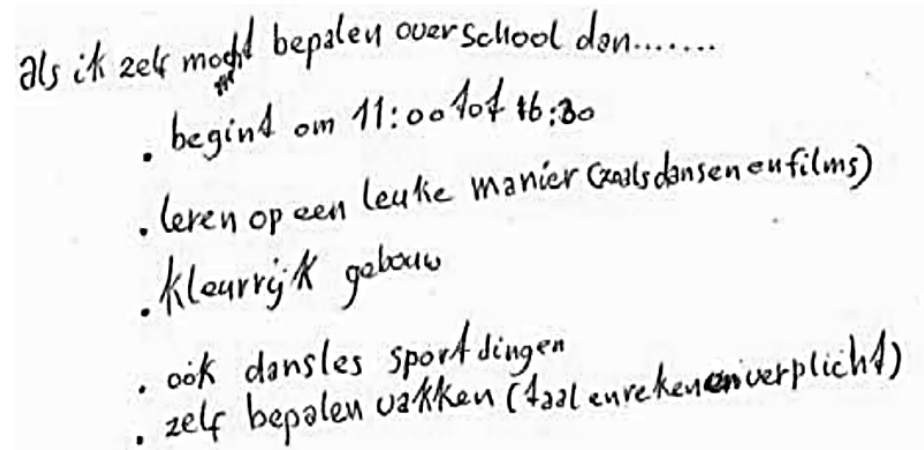 als ik zelf mocht bepalen over school dan.......
. begint om 11:00 tot 16:30
. leren op een leuke manier (zoals dansen en films)
. kleurrijk gebouw
. ook dansles sport dingen
. zelf bepalen vakken (taal en rekenen verplicht)